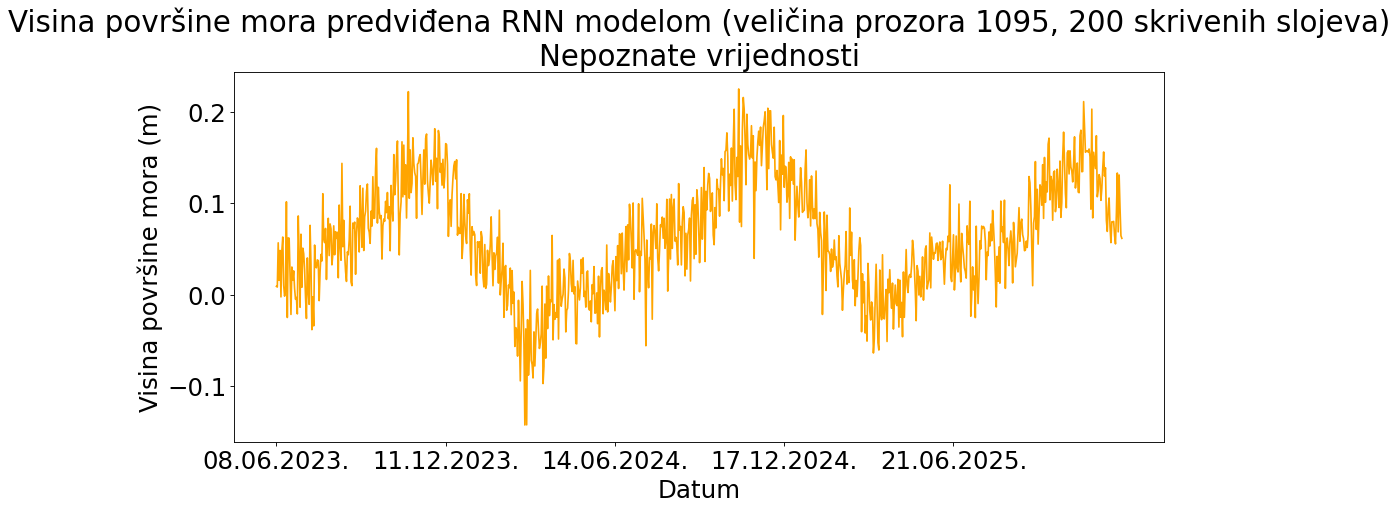 Visina površine mora predviđena RNN modelom (veličina prozora 1095, 200 skrivenih slojeva)
Nepoznate vrijednosti
Visina površine mora (m)
0.2
0.1
0.0
−0.1
08.06.2023. 11.12.2023. 14.06.2024. 17.12.2024. 21.06.2025.
Datum